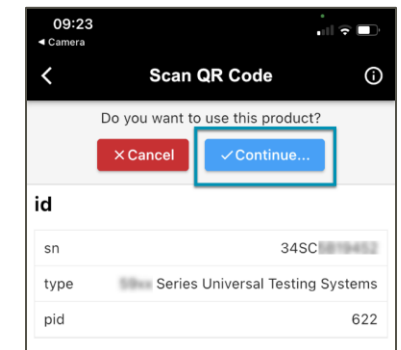 09:23
Camera
Scan QR Code
Do you want to use this product?
Cancel
Continue...
id
sn 34SC
type Series Universal Testing Systems
pid 622